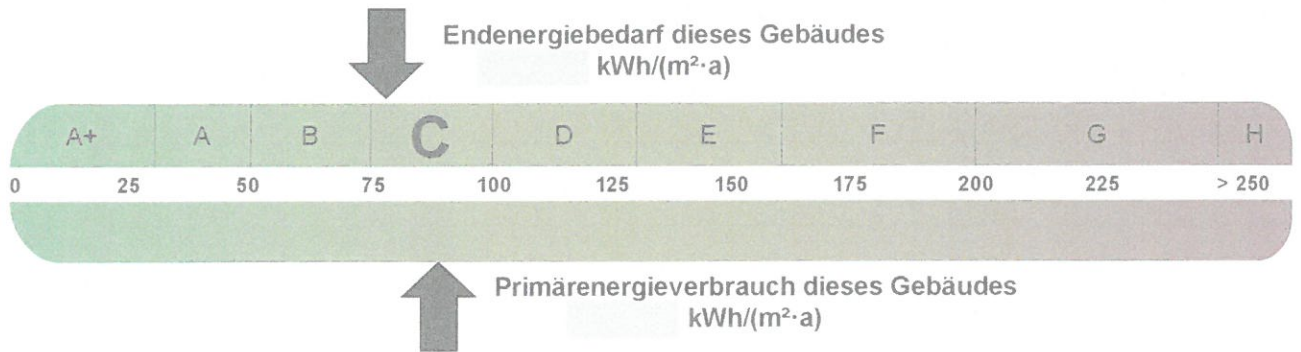 Endenergiebedarf dieses Gebäudes
kWh/(m²·a)
A+ A B C D E F G H
0 25 50 75 100 125 150 175 200 225 > 250
Primärenergieverbrauch dieses Gebäudes
kWh/(m²·a)